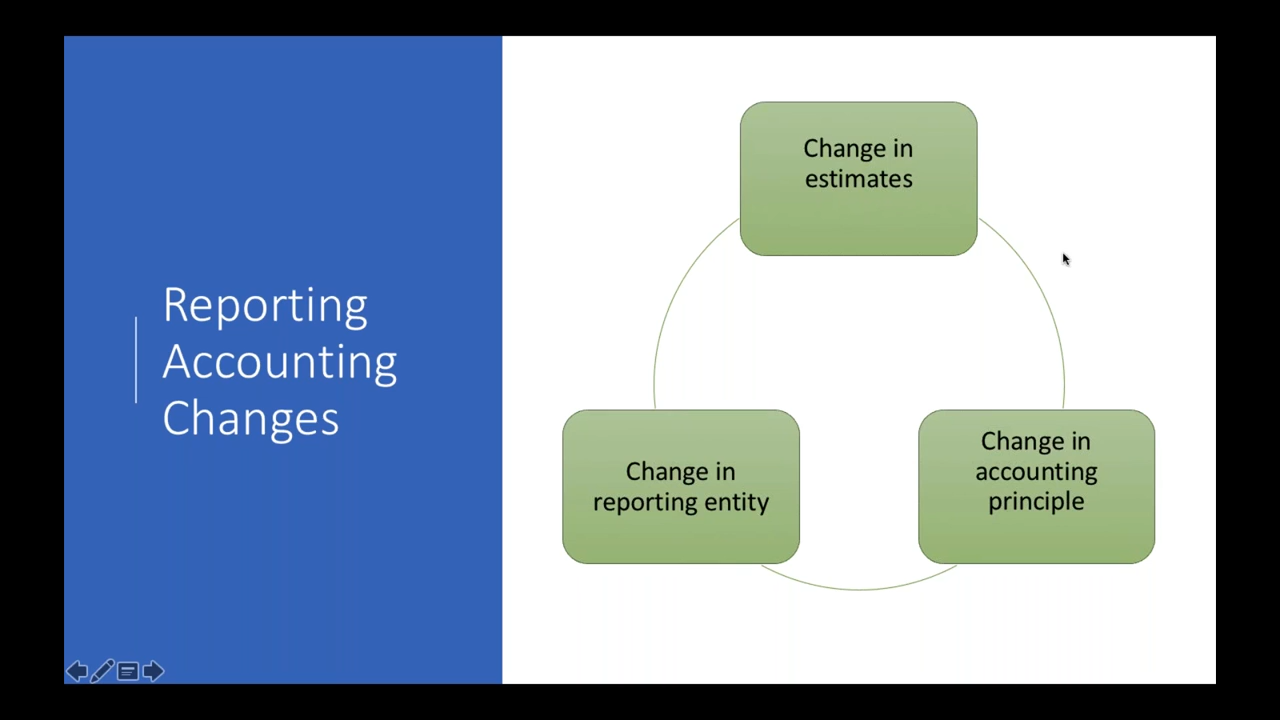 Reporting
Accounting
Changes
Change in
estimates
Change in
reporting entity
Change in
accounting
principle